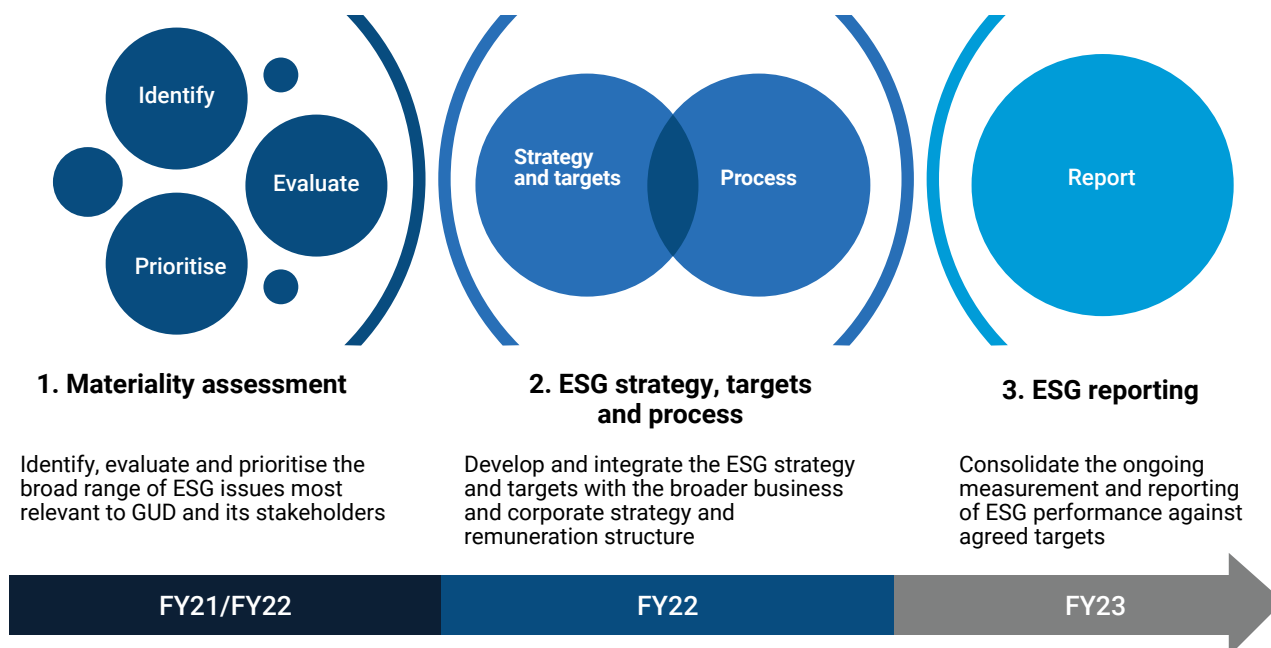 Identify
Evaluate
Prioritise
Strategy
and targets
Process
Report
1. Materiality assessment
Identify, evaluate and prioritise the
broad range of ESG issues most
relevant to GUD and its stakeholders
2. ESG strategy, targets
and process
Develop and integrate the ESG strategy
and targets with the broader business
and corporate strategy and
remuneration structure
3. ESG reporting
Consolidate the ongoing
measurement and reporting
of ESG performance against
agreed targets
FY21/FY22
FY22
FY23